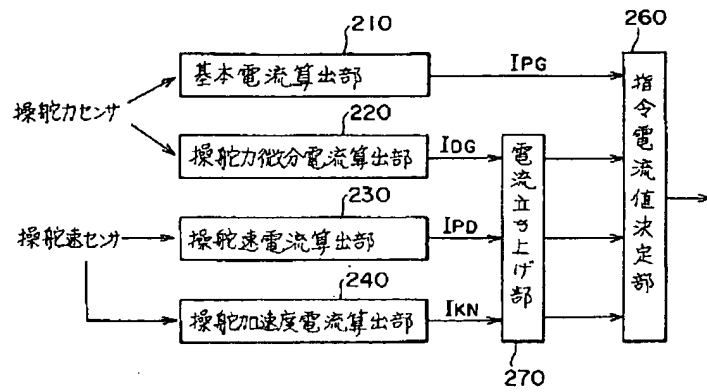 210
基本電流算出部
IPG
260
指令電流値決定部
操舵力センサ
220
操舵力微分電流算出部
IDG
電流立ち上げ部
230
操舵速センサ
操舵速電流算出部
IPD
240
操舵加速度電流算出部
IKN
270